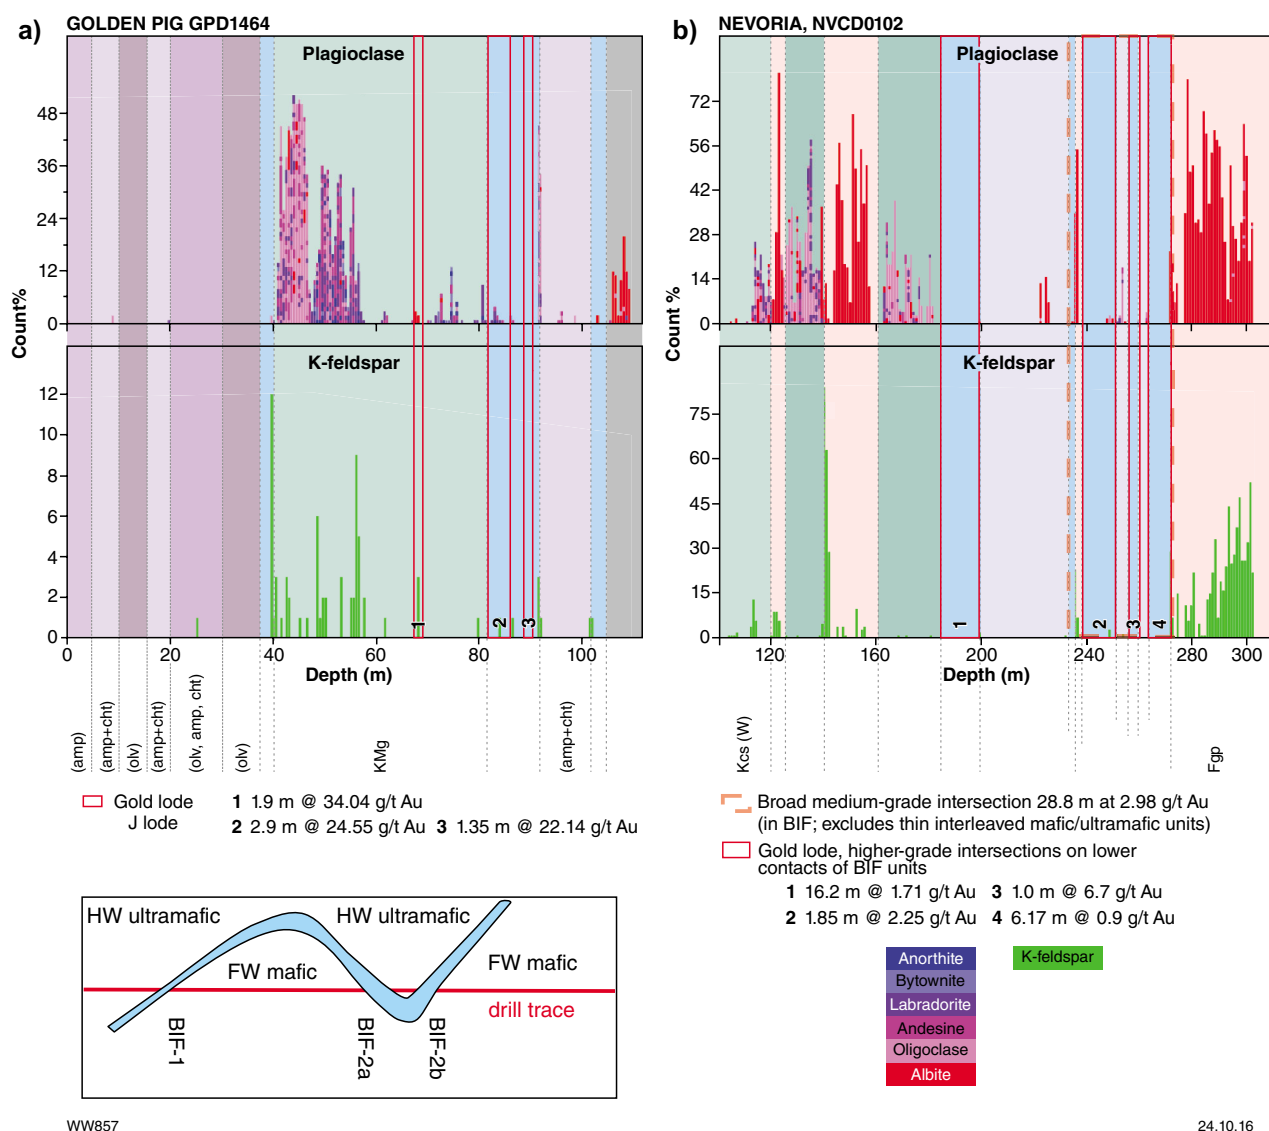 a)
GOLDEN PIG GPD1464
Plagioclase
48
36
24
12
0
Count%
K-feldspar
12
10
8
6
4
2
0
1
2
3
0 20 40 60 80 100
Depth (m)
(amp)
(amp+cht)
(olv)
(amp+cht)
(olv, amp, cht)
(olv)
KMg
(amp+cht)
Gold lode
J lode
1 1.9 m @ 34.04 g/t Au
2 2.9 m @ 24.55 g/t Au 3 1.35 m @ 22.14 g/t Au
HW ultramafic
HW ultramafic
FW mafic
FW mafic
drill trace
BIF-1
BIF-2a
BIF-2b
WW857
b)
NEVORIA, NVCD0102
Plagioclase
72
56
42
28
14
0
Count %
K-feldspar
75
60
45
30
15
0
1
2
3
4
120 160 200 240 280 300
Depth (m)
Kcs (W)
Fgp
Broad medium-grade intersection 28.8 m at 2.98 g/t Au
(in BIF; excludes thin interleaved mafic/ultramafic units)
Gold lode, higher-grade intersections on lower
contacts of BIF units
1 16.2 m @ 1.71 g/t Au 3 1.0 m @ 6.7 g/t Au
2 1.85 m @ 2.25 g/t Au 4 6.17 m @ 0.9 g/t Au
Anorthite
Bytownite
Labradorite
Andesine
Oligoclase
Albite
K-feldspar
24.10.16